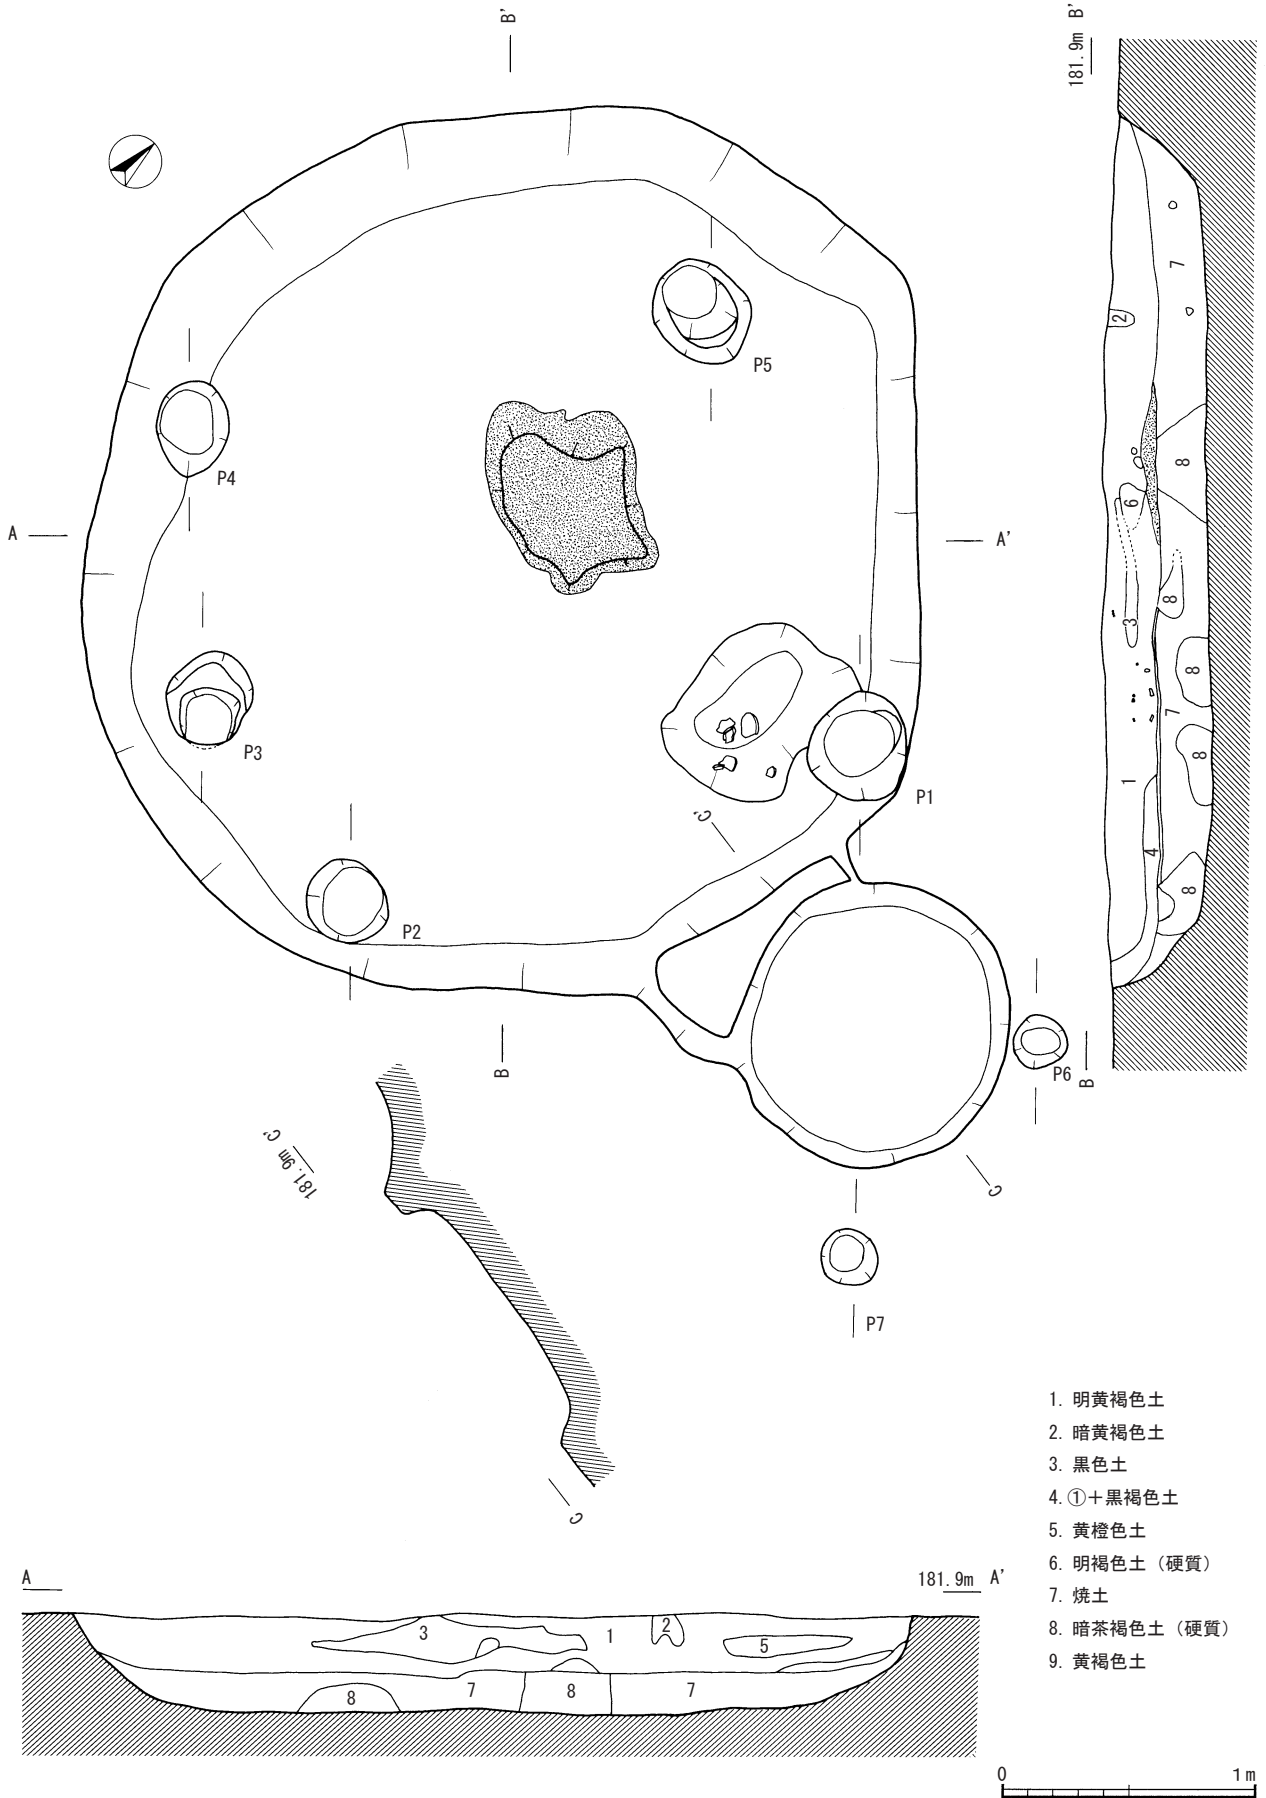 B'
181.9m B'
P5
P4
A
A'
P3
P1
C'
P2
B
P6
B
C
181.9m C'
P7
C
2
7
8
6
8
3
8
7
8
1
4
8
1. 明黄褐色土
2. 暗黄褐色土
3. 黒色土
4. ①+黒褐色土
5. 黄橙色土
6. 明褐色土（硬質）
7. 焼土
8. 暗茶褐色土（硬質）
9. 黄褐色土
A
181.9m A'
3
1
2
5
8
7
8
7
0
1m